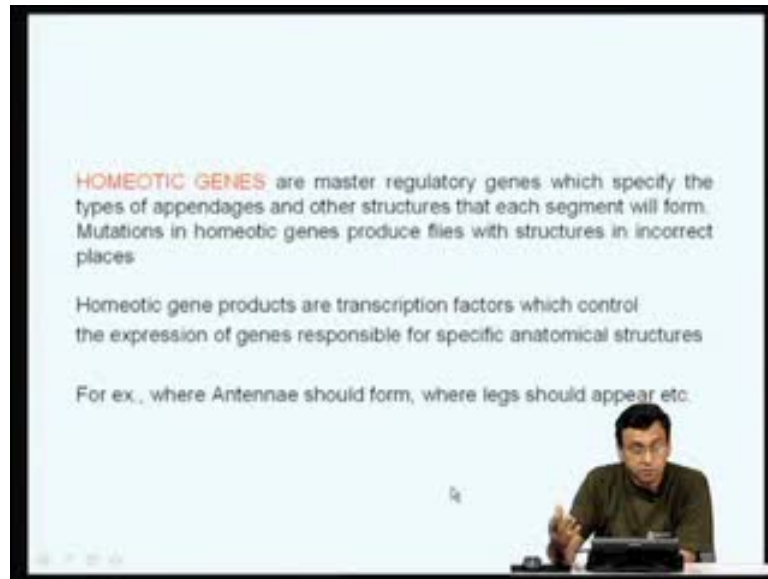 HOMEOTIC GENES are master regulatory genes which specify the
types of appendages and other structures that each segment will form.
Mutations in homeotic genes produce flies with structures in incorrect
places
Homeotic gene products are transcription factors which control
the expression of genes responsible for specific anatomical structures
For ex., where Antennae should form, where legs should appear etc.